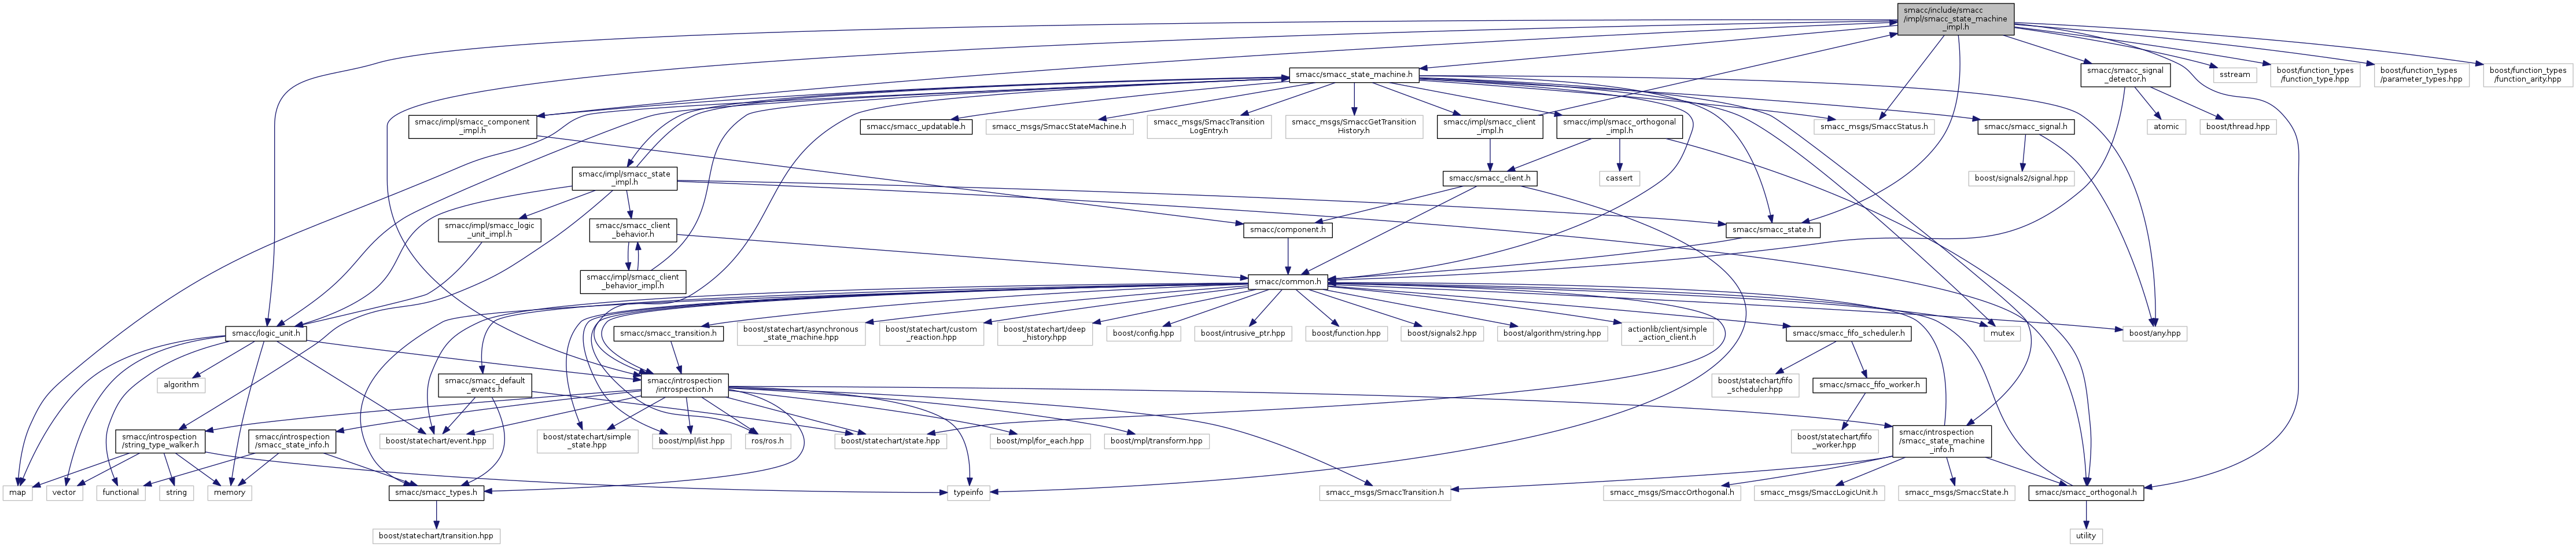 smacc/include/smacc
/impl/smacc_state_machine
_impl.h
smacc/smacc_state_machine.h
smacc/smacc_signal
_detector.h
sstream
boost/function_types
/function_type.hpp
boost/function_types
/parameter_types.hpp
boost/function_types
/function_arity.hpp
smacc/impl/smacc_component
_impl.h
smacc/smacc_updatable.h
smacc_msgs/SmaccStateMachine.h
smacc_msgs/SmaccTransition
LogEntry.h
smacc_msgs/SmaccGetTransition
History.h
smacc/impl/smacc_client
_impl.h
smacc/impl/smacc_orthogonal
_impl.h
smacc_msgs/SmaccStatus.h
smacc/smacc_signal.h
atomic
boost/thread.hpp
smacc/impl/smacc_state
_impl.h
smacc/smacc_client.h
cassert
boost/signals2/signal.hpp
smacc/impl/smacc_logic
_unit_impl.h
smacc/smacc_client
_behavior.h
smacc/component.h
smacc/smacc_state.h
smacc/impl/smacc_client
_behavior_impl.h
smacc/common.h
smacc/logic_unit.h
smacc/smacc_transition.h
boost/statechart/asynchronous
_state_machine.hpp
boost/statechart/custom
_reaction.hpp
boost/statechart/deep
_history.hpp
boost/config.hpp
boost/intrusive_ptr.hpp
boost/function.hpp
boost/signals2.hpp
boost/algorithm/string.hpp
actionlib/client/simple
_action_client.h
smacc/smacc_fifo_scheduler.h
mutex
boost/any.hpp
algorithm
smacc/smacc_default
_events.h
smacc/introspection
/introspection.h
boost/statechart/fifo
_scheduler.hpp
smacc/smacc_fifo_worker.h
smacc/introspection
/string_type_walker.h
smacc/introspection
/smacc_state_info.h
boost/statechart/event.hpp
boost/statechart/simple
_state.hpp
boost/mpl/list.hpp
ros/ros.h
boost/statechart/state.hpp
boost/mpl/for_each.hpp
boost/mpl/transform.hpp
boost/statechart/fifo
_worker.hpp
smacc/introspection
/smacc_state_machine
_info.h
map
vector
functional
string
memory
smacc/smacc_types.h
typeinfo
smacc_msgs/SmaccTransition.h
smacc_msgs/SmaccOrthogonal.h
smacc_msgs/SmaccLogicUnit.h
smacc_msgs/SmaccState.h
smacc/smacc_orthogonal.h
boost/statechart/transition.hpp
utility